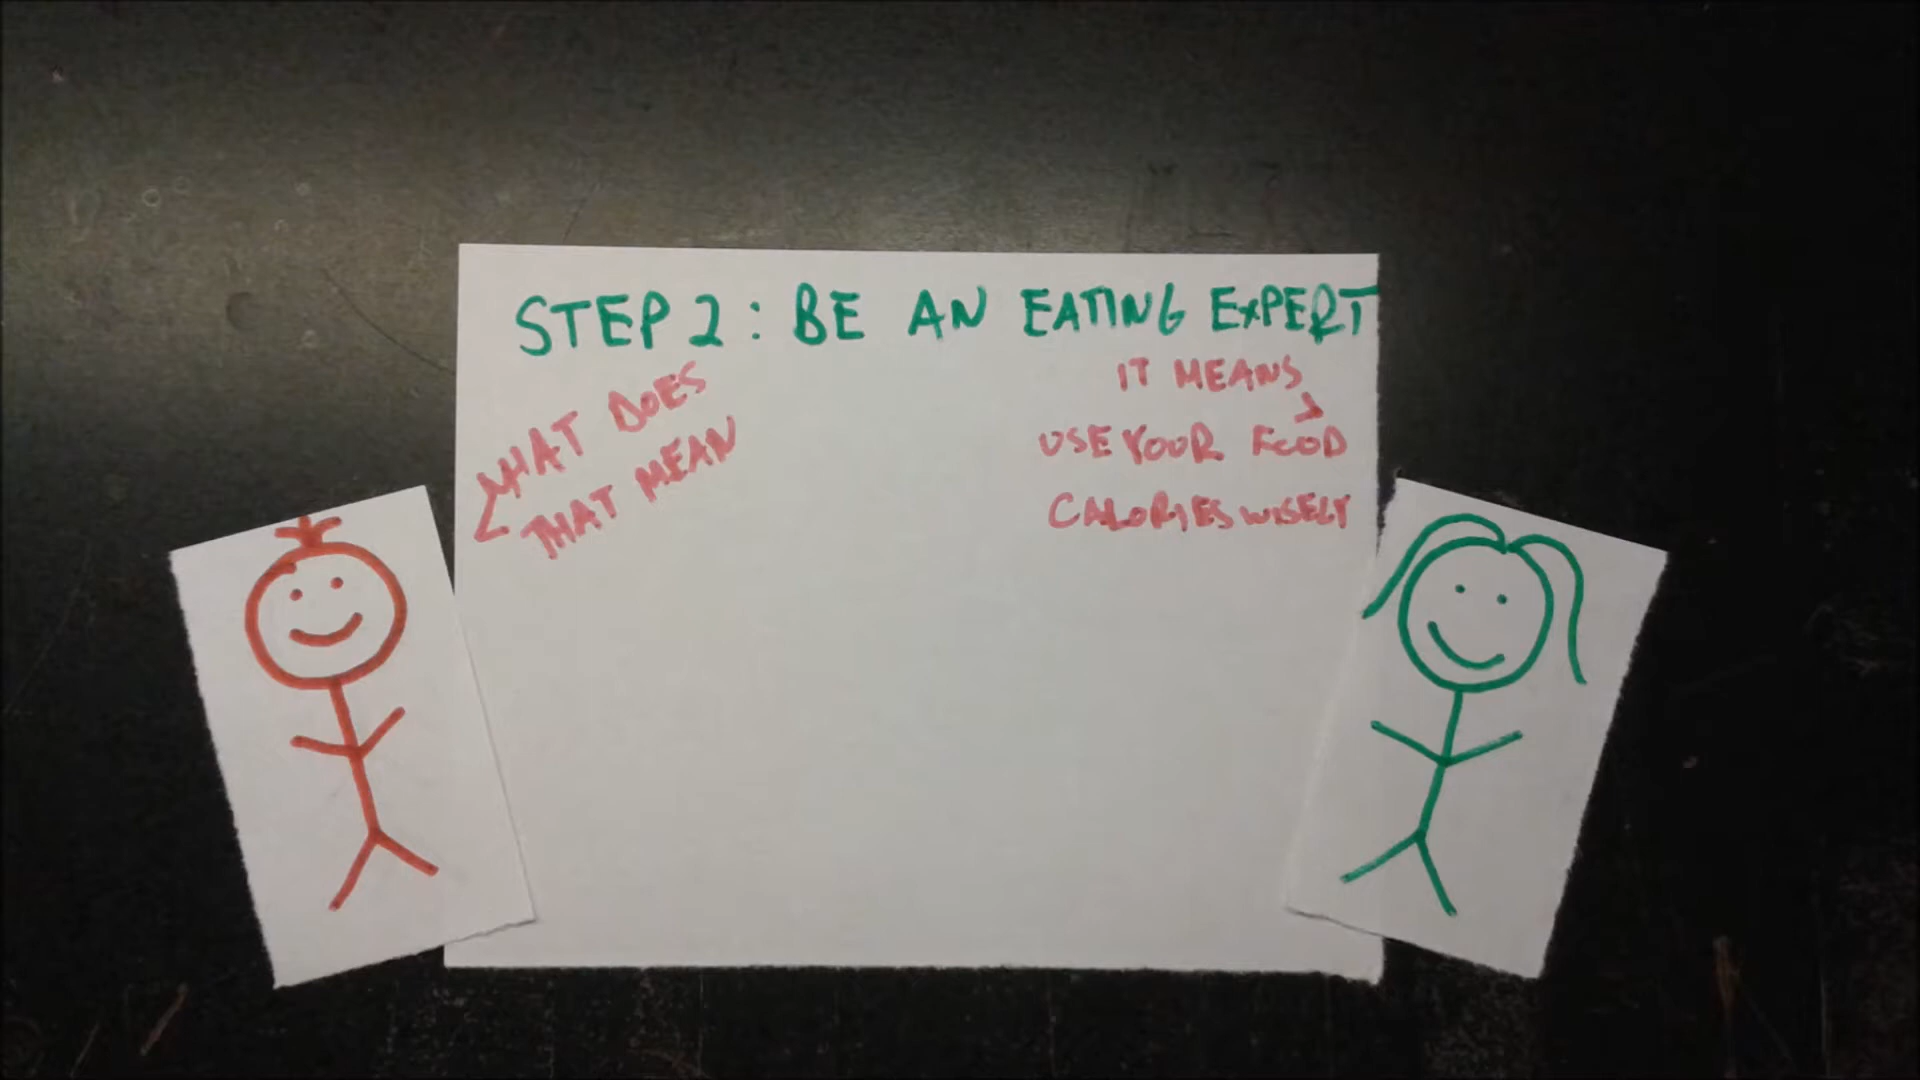 STEP 2: BE AN EATING EXPERT
WHAT DOES
THAT MEAN
IT MEANS
USE YOUR FOOD
CALORIES WISELY